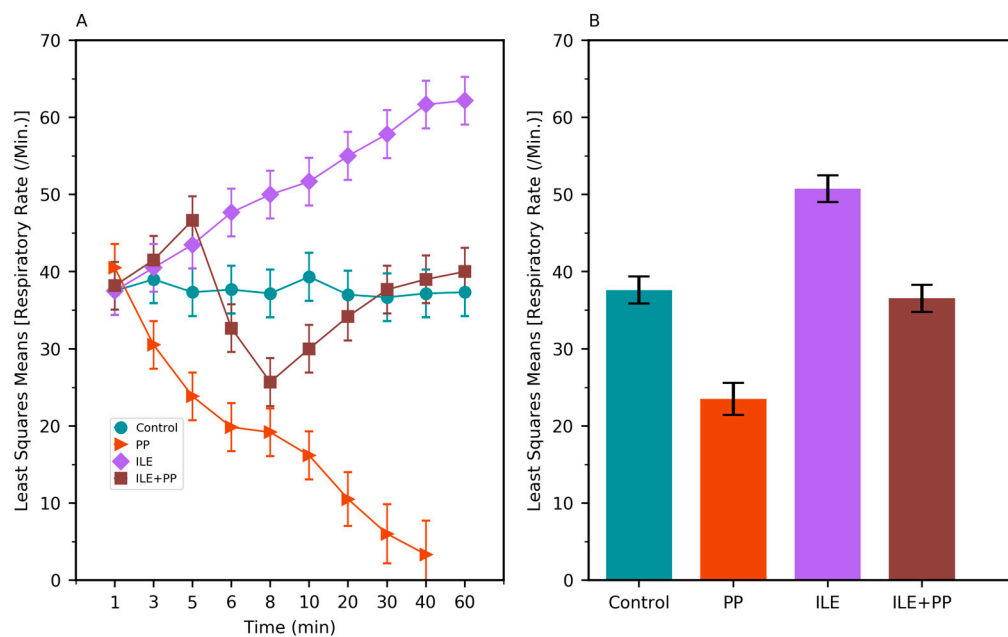 A
Least Squares Means [Respiratory Rate (/Min.)]
70
60
50
40
30
20
10
0
Control
PP
ILE
ILE+PP
1 3 5 6 8 10 20 30 40 60
Time (min)
B
Least Squares Means [Respiratory Rate (/Min.)]
70
60
50
40
30
20
10
0
Control PP ILE ILE+PP